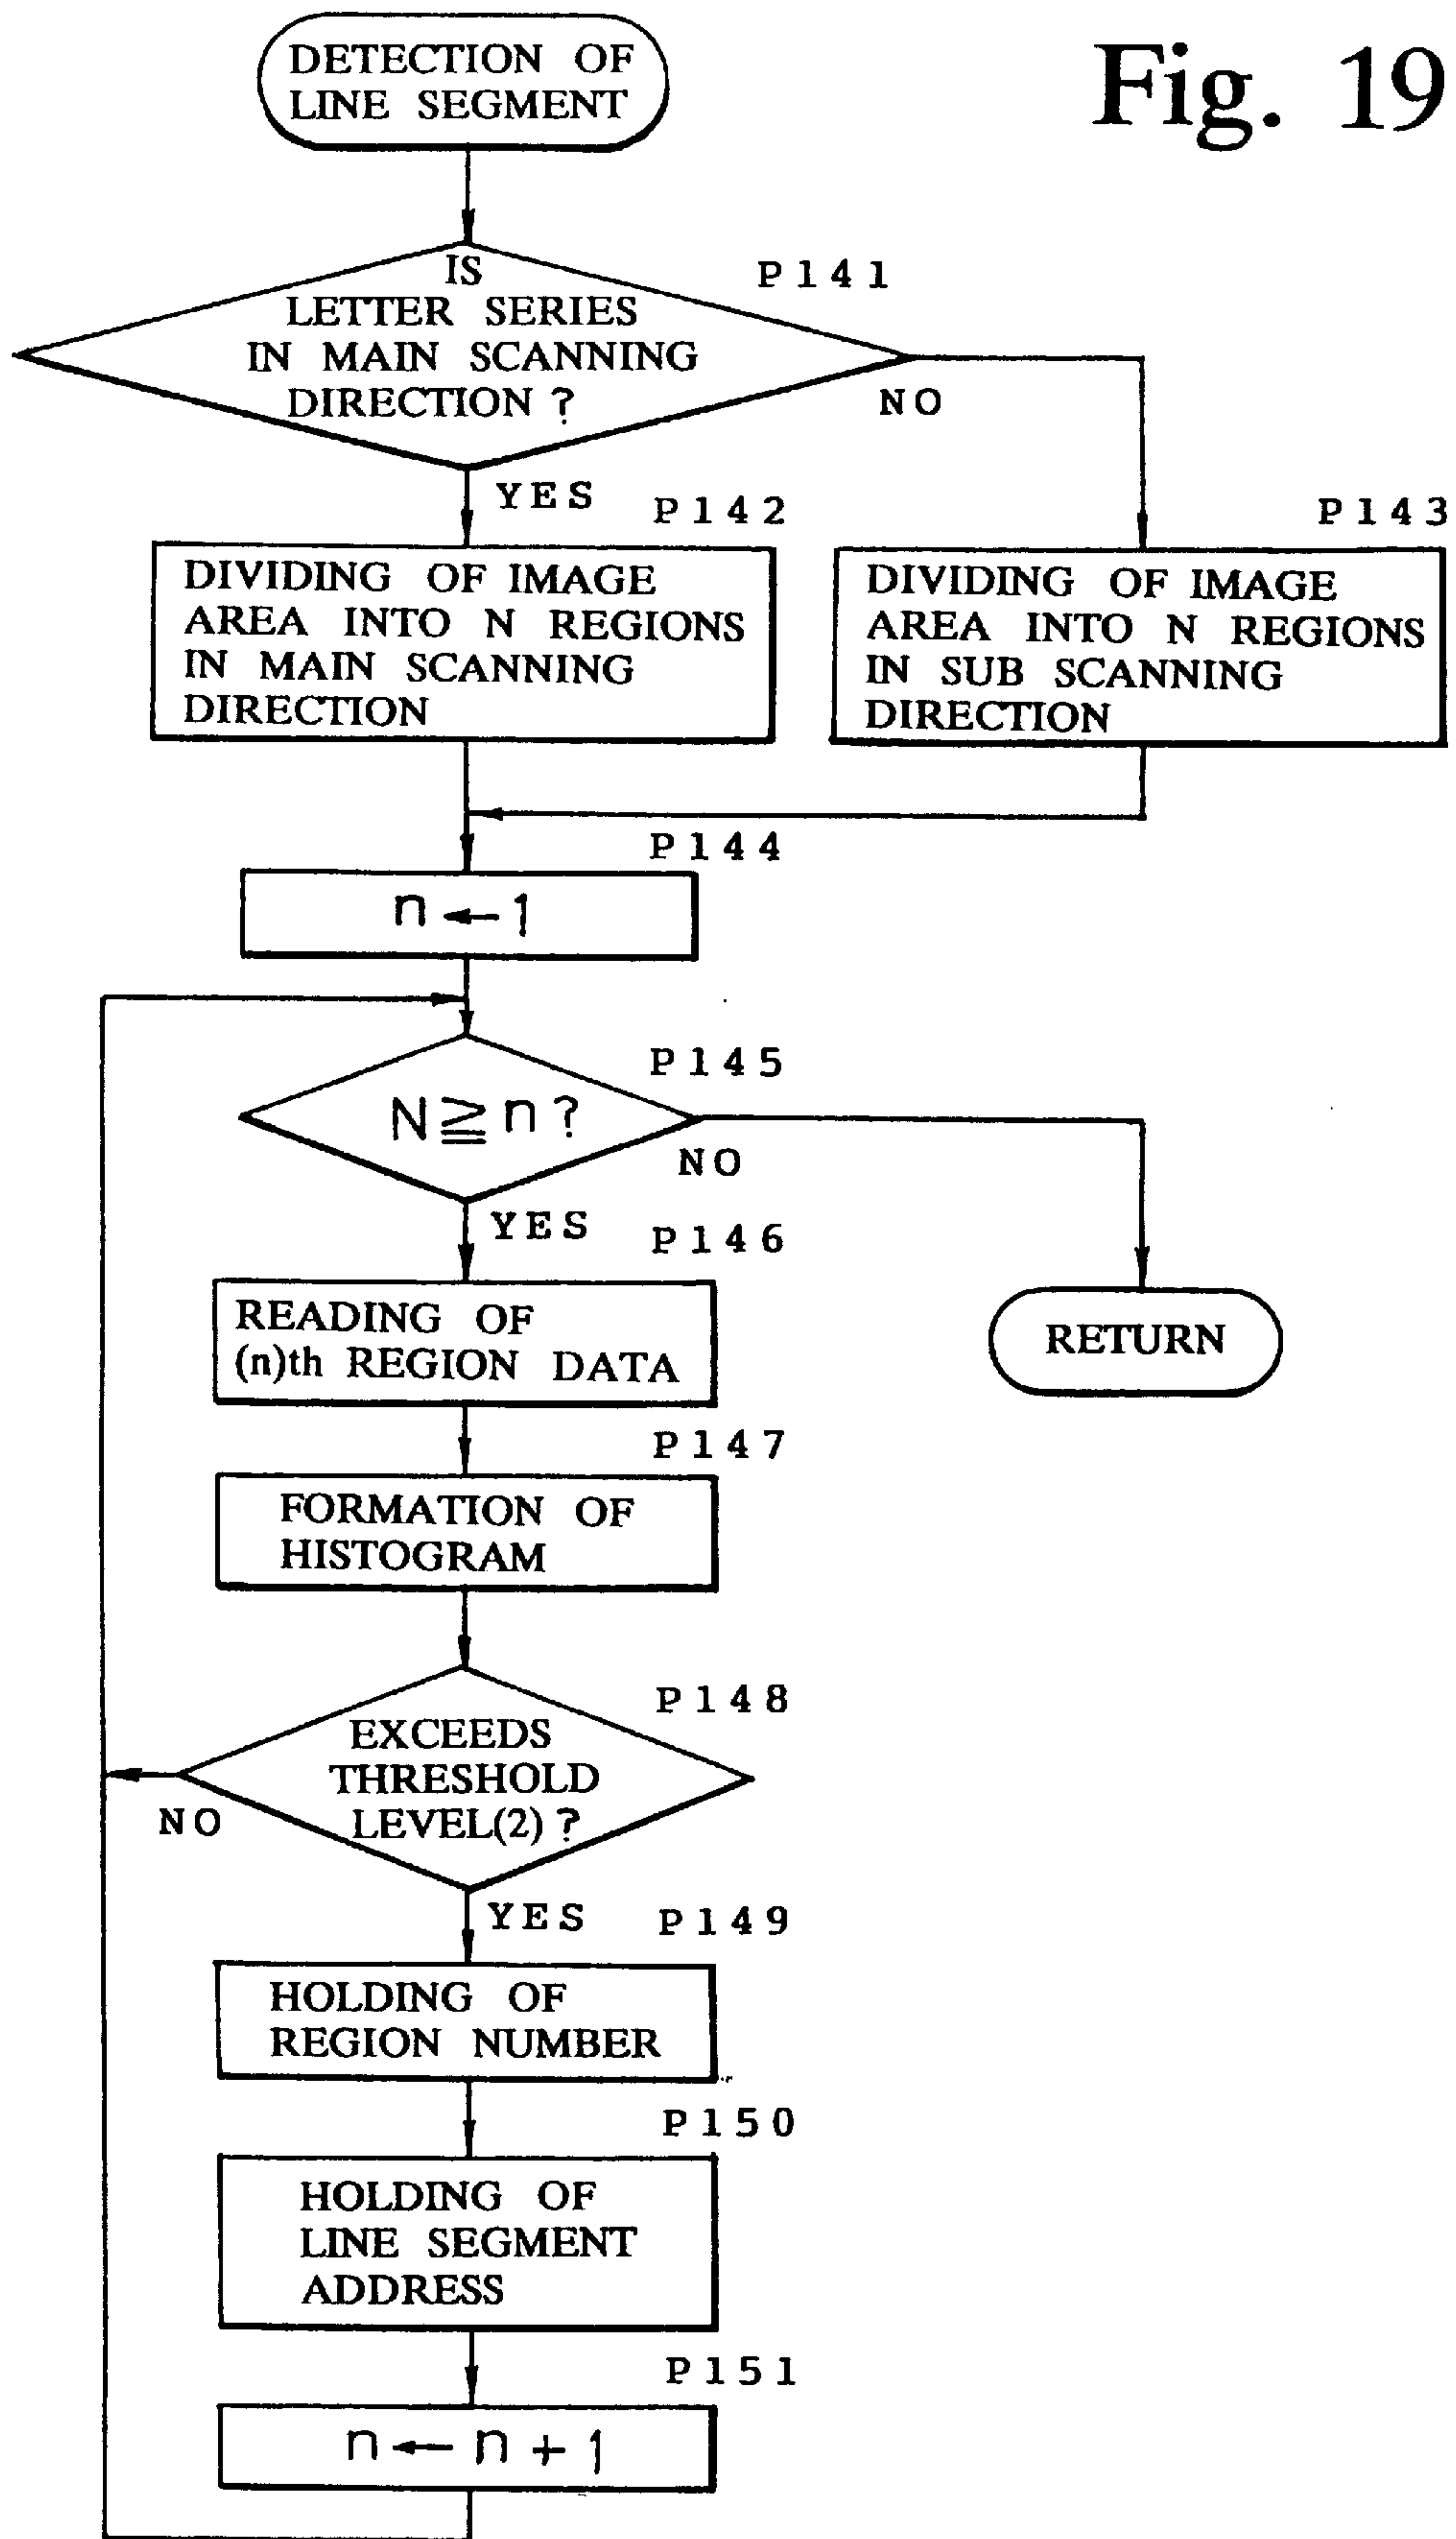 Fig. 19
DETECTION OF
LINE SEGMENT
IS
LETTER SERIES
IN MAIN SCANNING
DIRECTION ?
P141
NO
YES
P142
DIVIDING OF IMAGE
AREA INTO N REGIONS
IN MAIN SCANNING
DIRECTION
P143
DIVIDING OF IMAGE
AREA INTO N REGIONS
IN SUB SCANNING
DIRECTION
P144
n ← 1
P145
N ≧ n ?
NO
YES
RETURN
P146
READING OF
(n)th REGION DATA
P147
FORMATION OF
HISTOGRAM
P148
EXCEEDS
THRESHOLD
LEVEL(2) ?
NO
YES
P149
HOLDING OF
REGION NUMBER
P150
HOLDING OF
LINE SEGMENT
ADDRESS
P151
n ← n + 1